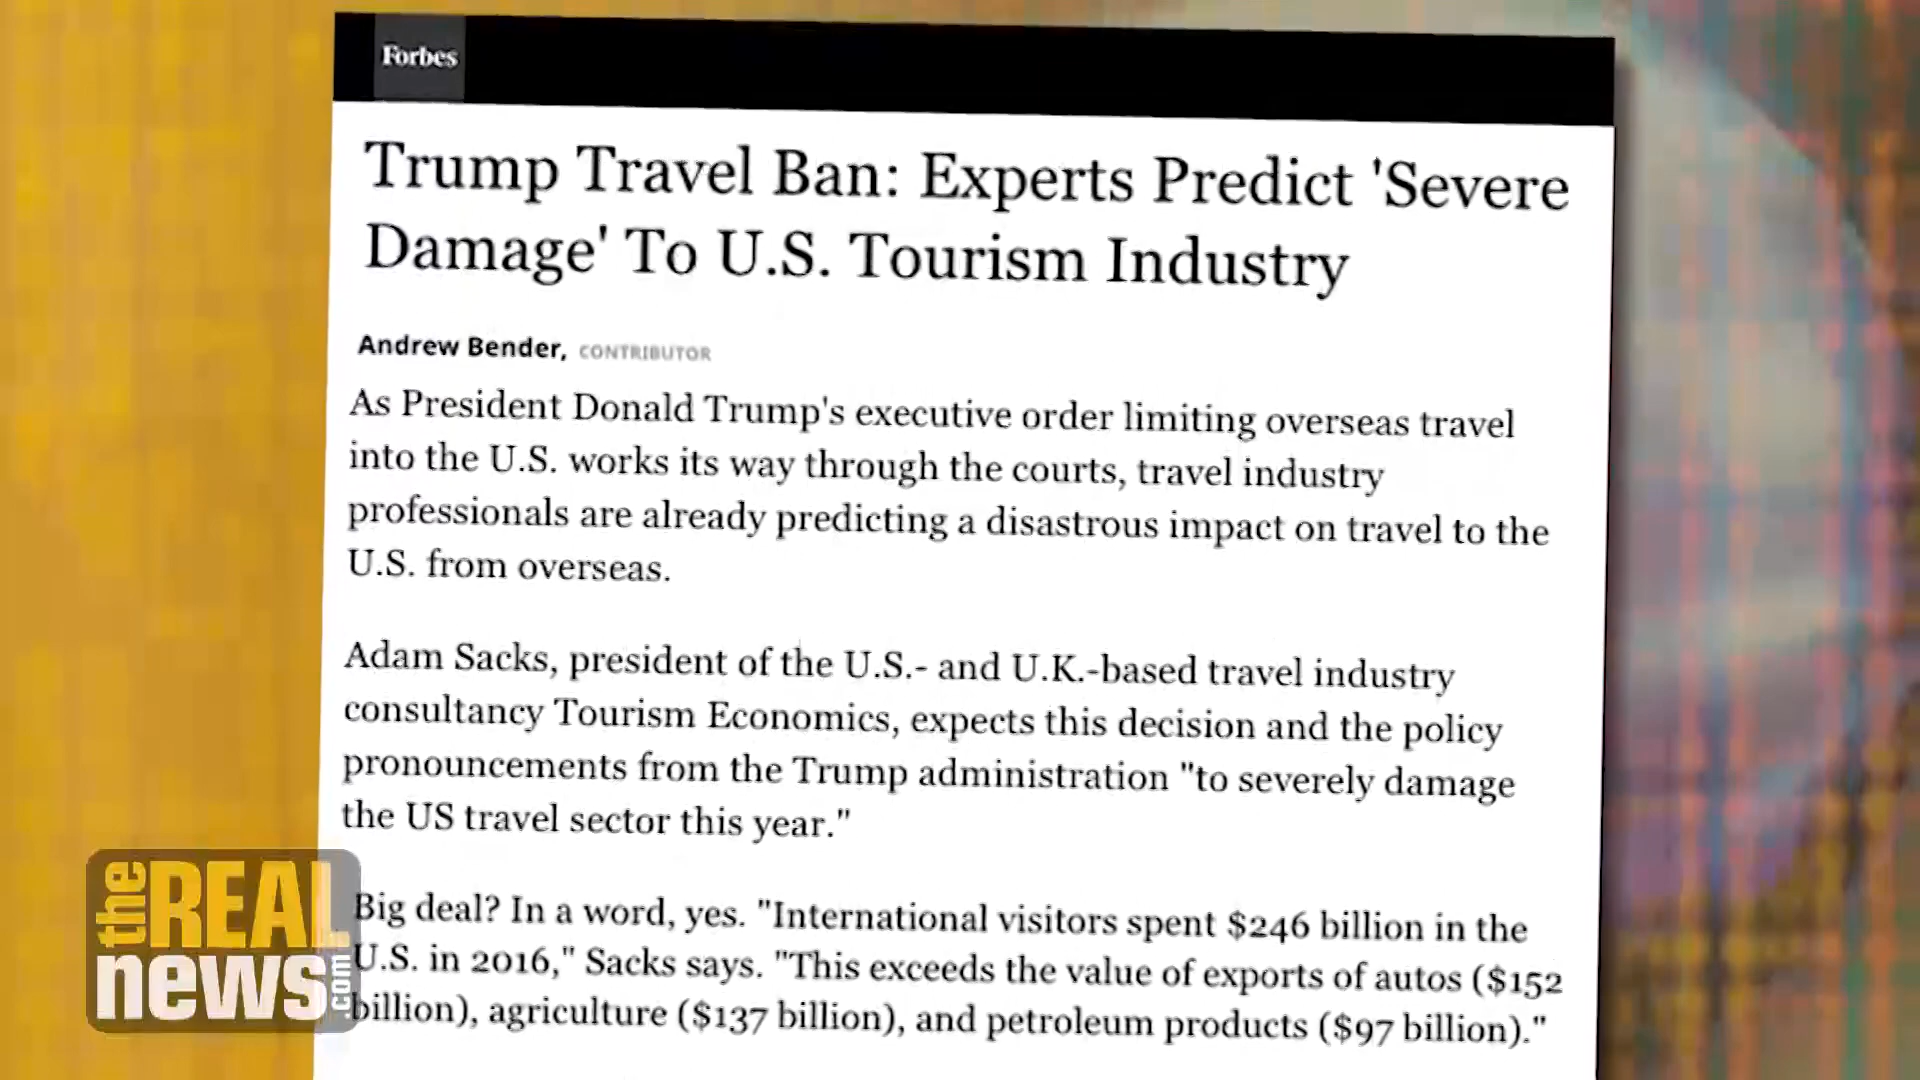 Forbes
Trump Travel Ban: Experts Predict 'Severe
Damage' To U.S. Tourism Industry
Andrew Bender, CONTRIBUTOR
As President Donald Trump's executive order limiting overseas travel
into the U.S. works its way through the courts, travel industry
professionals are already predicting a disastrous impact on travel to the
U.S. from overseas.
Adam Sacks, president of the U.S.- and U.K.-based travel industry
consultancy Tourism Economics, expects this decision and the policy
pronouncements from the Trump administration "to severely damage
the US travel sector this year."
Big deal? In a word, yes. "International visitors spent $246 billion in the
U.S. in 2016," Sacks says. "This exceeds the value of exports of autos ($152
billion), agriculture ($137 billion), and petroleum products ($97 billion)."
the REAL
news.com